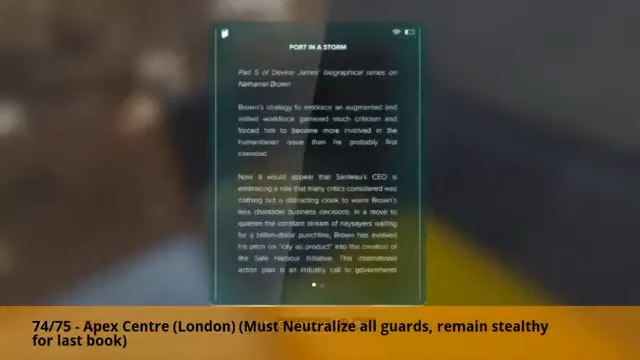 PORT IN A STORM
Part 5 of Devine James' biographical series on
Nathaniel Brown
Brown's strategy to embrace an augmented and
vilified workforce garnered much criticism and
forced him to become more involved in the
humanitarian issue than he probably first
intended.
Now it would appear that Santeau's CEO is
embracing a role that many critics considered was
nothing but a distracting cloak to warm Brown's
less charitable business decisions. In a move to
quieten the constant stream of naysayers waiting
for a billion-dollar punchline, Brown has evolved
his pitch on "city as product" into the creation of
the Safe Harbour Initiative. This international
action plan is an industry call to governments
74/75 - Apex Centre (London) (Must Neutralize all guards, remain stealthy
for last book)